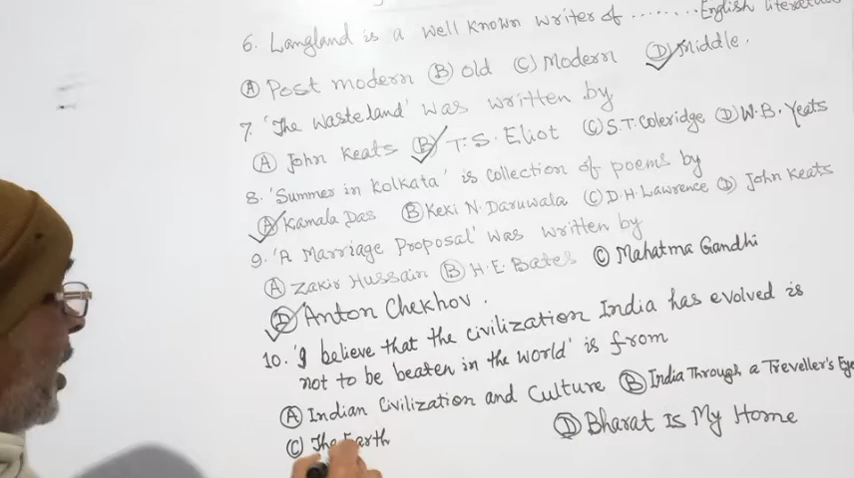 6. Langland is a well known writer of ........ English literature
Ⓐ Post modern Ⓑ old Ⓒ Modern Ⓓ Middle.
7. 'The Wasteland' was written by
Ⓐ John Keats Ⓑ T.S. Eliot Ⓒ S.T. Coleridge Ⓓ W.B. Yeats
8. 'Summer in Kolkata' is collection of poems by
Ⓐ Kamala Das Ⓑ Keki N. Daruwala Ⓒ D.H. Lawrence Ⓓ John Keats
9. 'A Marriage Proposal' was written by
Ⓐ Zakir Hussain Ⓑ H.E. Bates Ⓒ Mahatma Gandhi
Ⓓ Anton Chekhov.
10. 'I believe that the civilization India has evolved is
not to be beaten in the world' is from
Ⓐ Indian Civilization and Culture Ⓑ India Through a Treveller's Eye
Ⓒ The Earth Ⓓ Bharat Is My Home